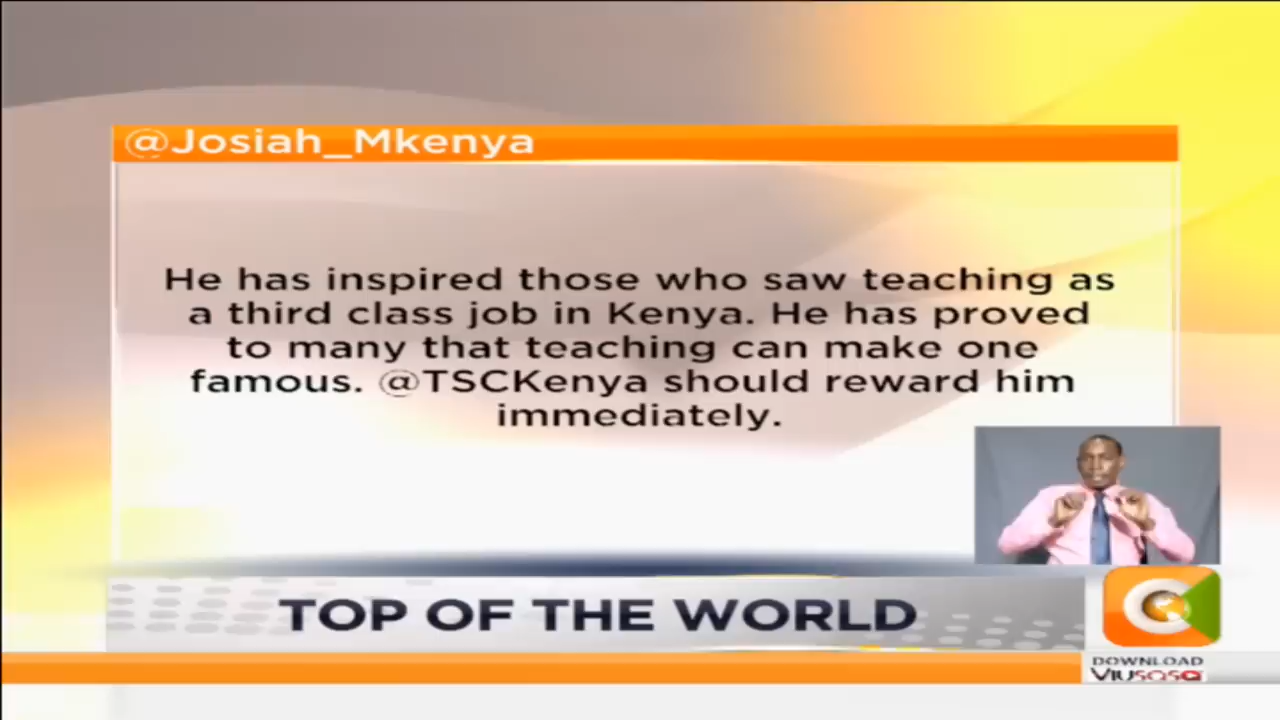 @Josiah_Mkenya
He has inspired those who saw teaching as
a third class job in Kenya. He has proved
to many that teaching can make one
famous. @TSCKenya should reward him
immediately.
TOP OF THE WORLD
DOWNLOAD
VIUSASA